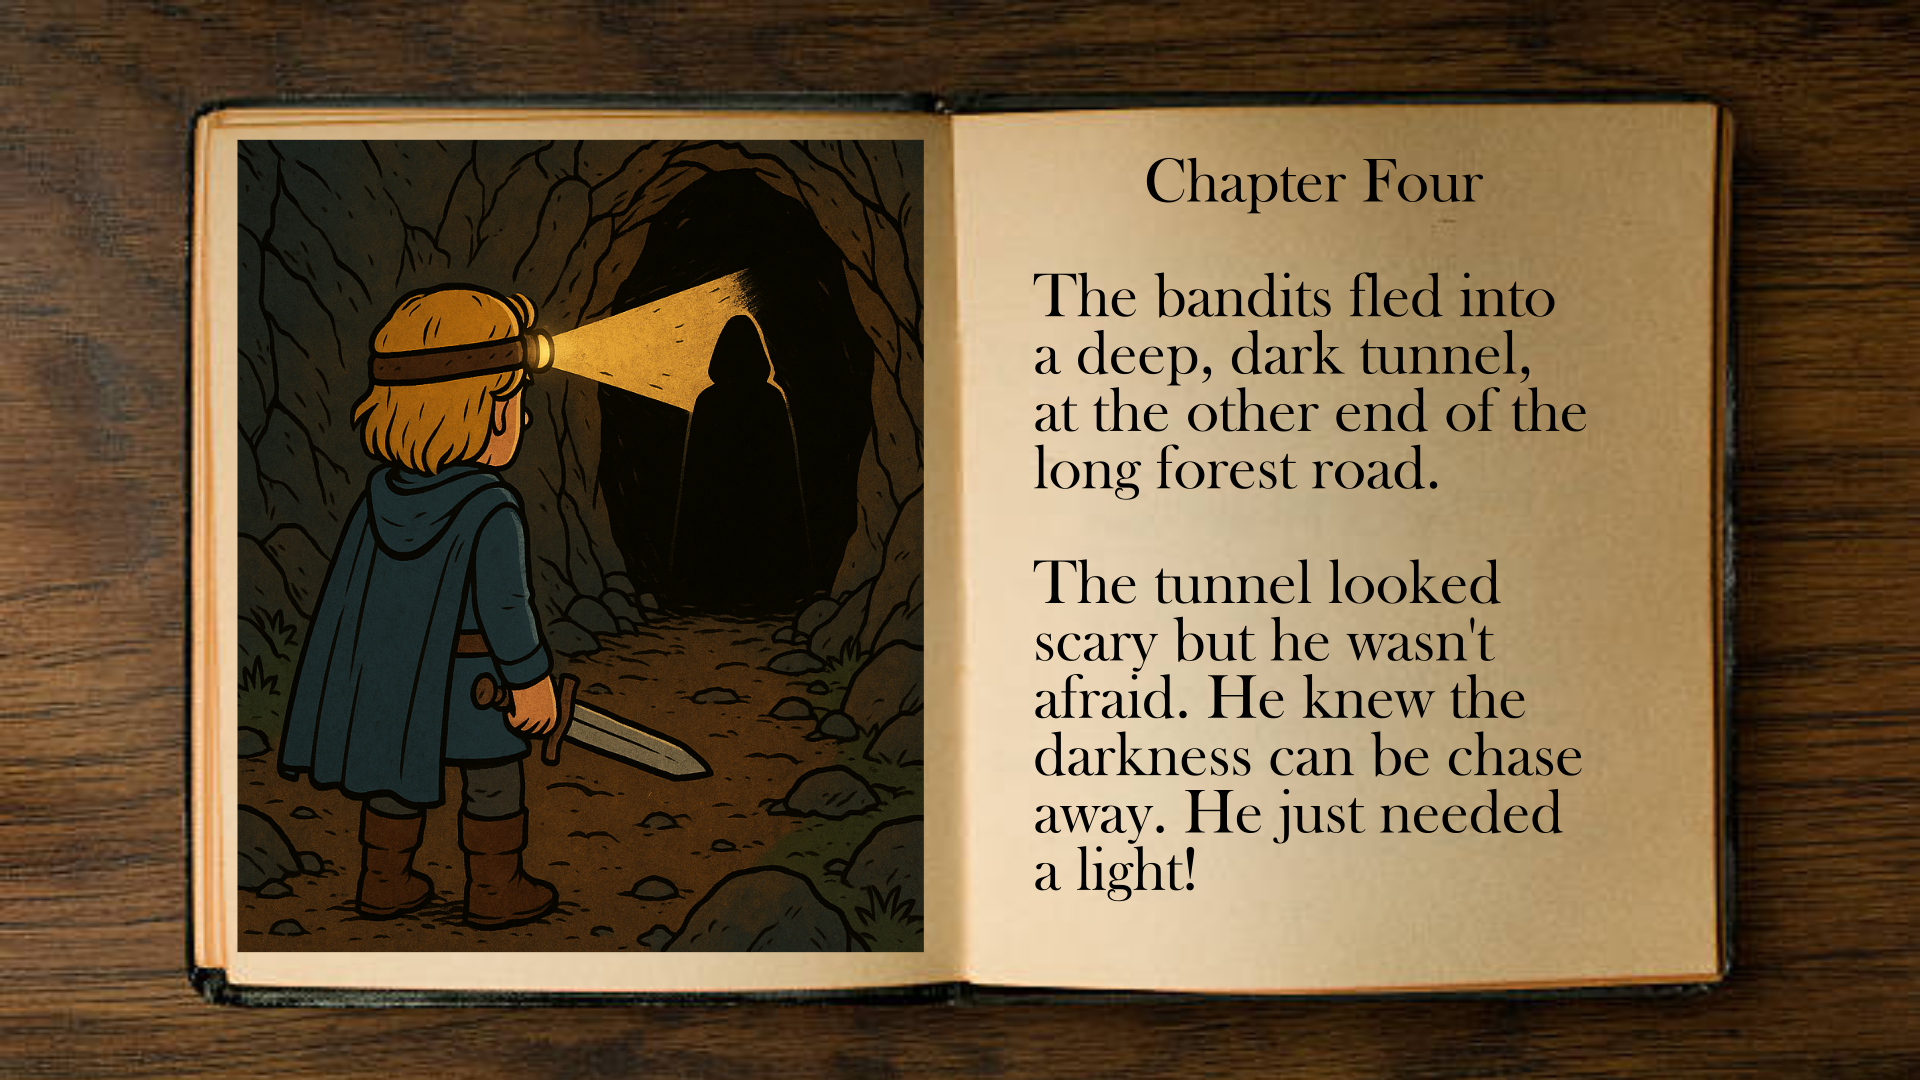 Chapter Four
The bandits fled into
a deep, dark tunnel,
at the other end of the
long forest road.
The tunnel looked
scary but he wasn't
afraid. He knew the
darkness can be chase
away. He just needed
a light!